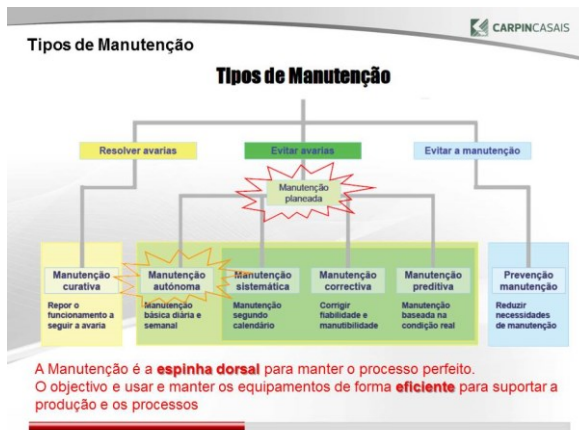 CARPINCASAIS
Tipos de Manutenção
Tipos de Manutenção
Resolver avarias
Evitar avarias
Evitar a manutenção
Manutenção
planeada
Manutenção
curativa
Repor o
funcionamento a
seguir a avaria
Manutenção
autónoma
Manutenção
básica diária e
semanal
Manutenção
sistemática
Manutenção
segundo
calendário
Manutenção
correctiva
Corrigir
fiabilidade e
manutibilidade
Manutenção
preditiva
Manutenção
baseada na
condição real
Prevenção
manutenção
Reduzir
necessidades
de manutenção
A Manutenção é a espinha dorsal para manter o processo perfeito.
O objectivo e usar e manter os equipamentos de forma eficiente para suportar a
produção e os processos